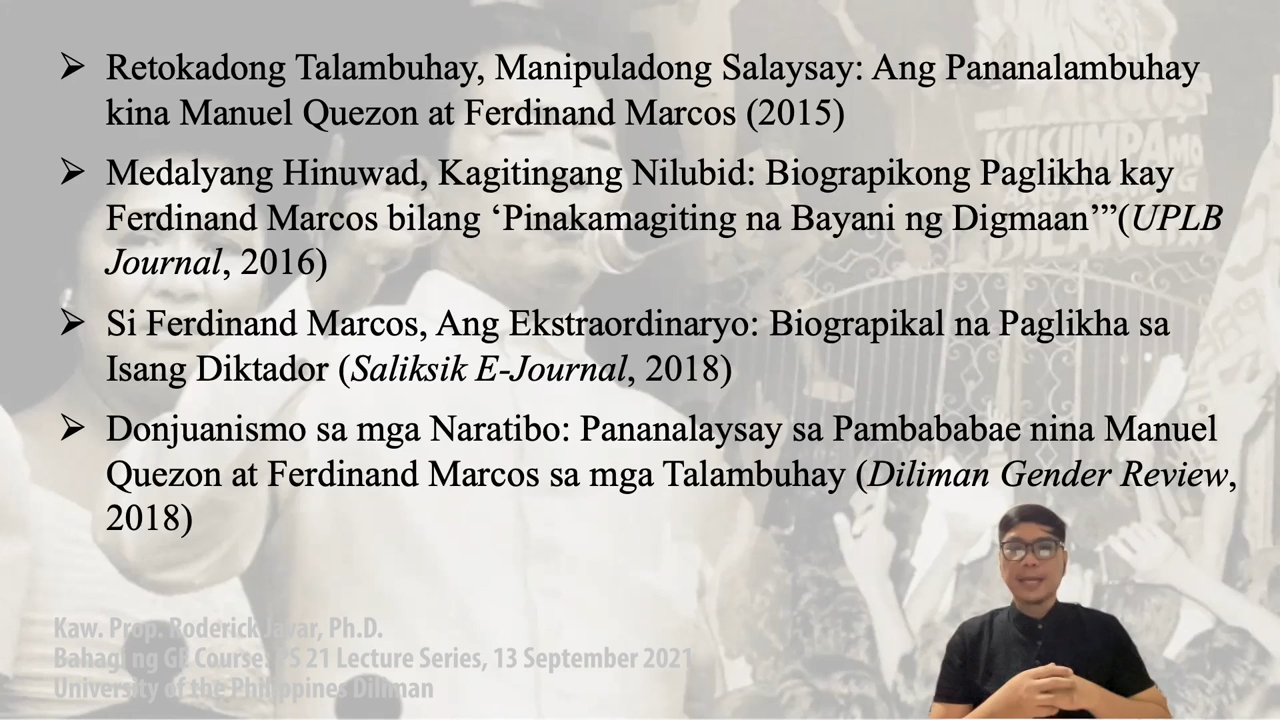 ➢ Retokadong Talambuhay, Manipuladong Salaysay: Ang Pananalambuhay
kina Manuel Quezon at Ferdinand Marcos (2015)
➢ Medalyang Hinuwad, Kagitingang Nilubid: Biograpikong Paglikha kay
Ferdinand Marcos bilang ‘Pinakamagiting na Bayani ng Digmaan’”(UPLB
Journal, 2016)
➢ Si Ferdinand Marcos, Ang Ekstraordinaryo: Biograpikal na Paglikha sa
Isang Diktador (Saliksik E-Journal, 2018)
➢ Donjuanismo sa mga Naratibo: Pananalaysay sa Pambababae nina Manuel
Quezon at Ferdinand Marcos sa mga Talambuhay (Diliman Gender Review,
2018)
Kaw. Prop. Roderick Javar, Ph.D.
Bahagi ng GE Course: PS 21 Lecture Series, 13 September 2021
University of the Philippines Diliman